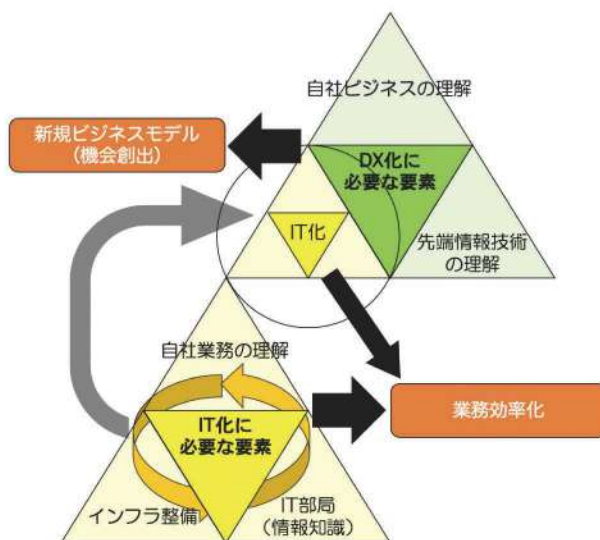 自社ビジネスの理解
新規ビジネスモデル
(機会創出)
DX化に
必要な要素
IT化
先端情報技術
の理解
自社業務の理解
業務効率化
IT化に
必要な要素
インフラ整備
IT部局
(情報知識)